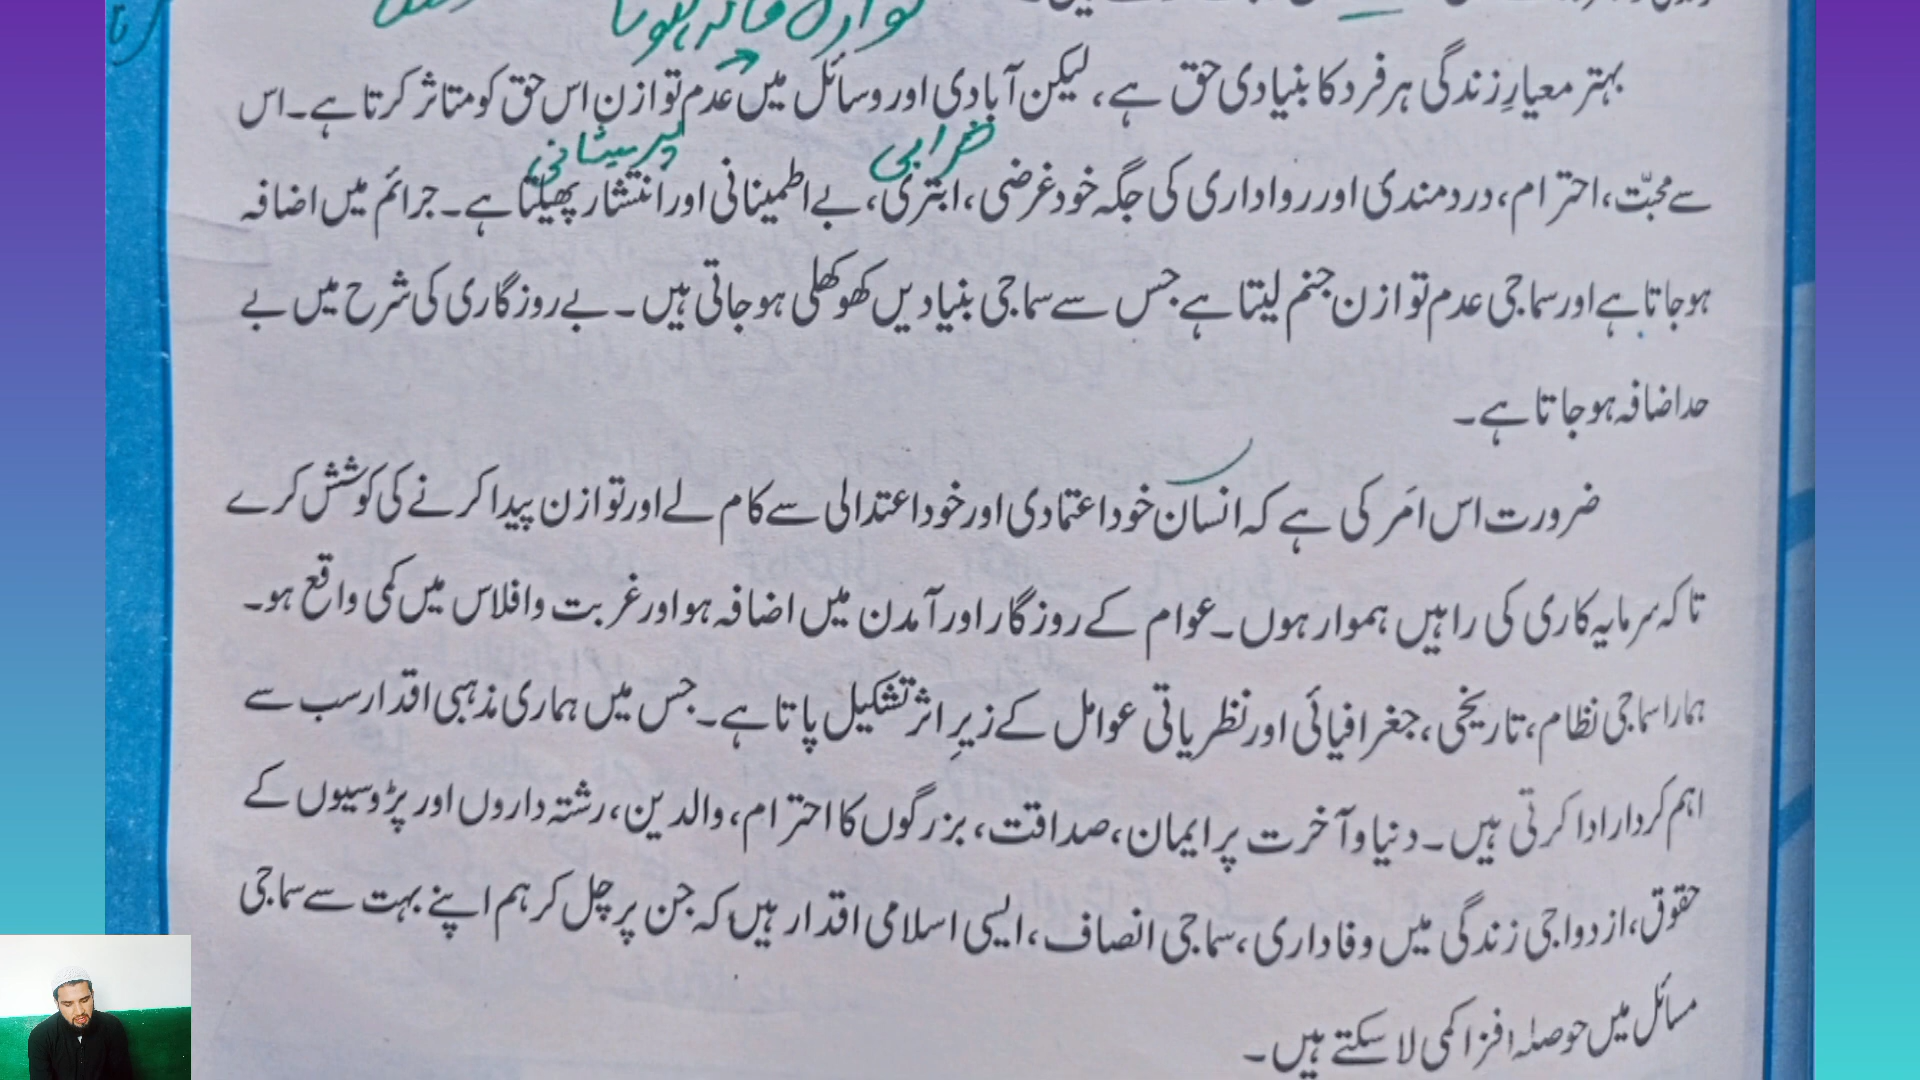 توازن قائم نہ ہونا
بہتر معیارِ زندگی ہر فرد کا بنیادی حق ہے، لیکن آبادی اور وسائل میں عدم توازن اس حق کو متاثر کرتا ہے۔ اس
خرابی پریشانی
سے محبّت، احترام، دردمندی اور رواداری کی جگہ خود غرضی، ابتری، بے اطمینانی اور انتشار پھیلتا ہے۔ جرائم میں اضافہ
ہو جاتا ہے اور سماجی عدم توازن جنم لیتا ہے جس سے سماجی بنیادیں کھوکھلی ہو جاتی ہیں۔ بے روزگاری کی شرح میں بے
حد اضافہ ہو جاتا ہے۔
ضرورت اس اَمر کی ہے کہ انسان خود اعتمادی اور خود اعتدالی سے کام لے اور توازن پیدا کرنے کی کوشش کرے
تاکہ سرمایہ کاری کی راہیں ہموار ہوں۔ عوام کے روزگار اور آمدن میں اضافہ ہو اور غربت و افلاس میں کمی واقع ہو۔
ہمارا سماجی نظام، تاریخی، جغرافیائی اور نظریاتی عوامل کے زیرِ اثر تشکیل پاتا ہے۔ جس میں ہماری مذہبی اقدار سب سے
اہم کردار ادا کرتی ہیں۔ دنیا و آخرت پر ایمان، صداقت، بزرگوں کا احترام، والدین، رشتہ داروں اور پڑوسیوں کے
حقوق، ازدواجی زندگی میں وفاداری، سماجی انصاف، ایسی اسلامی اقدار ہیں کہ جن پر چل کر ہم اپنے بہت سے سماجی
مسائل میں حوصلہ افزا کمی لا سکتے ہیں۔